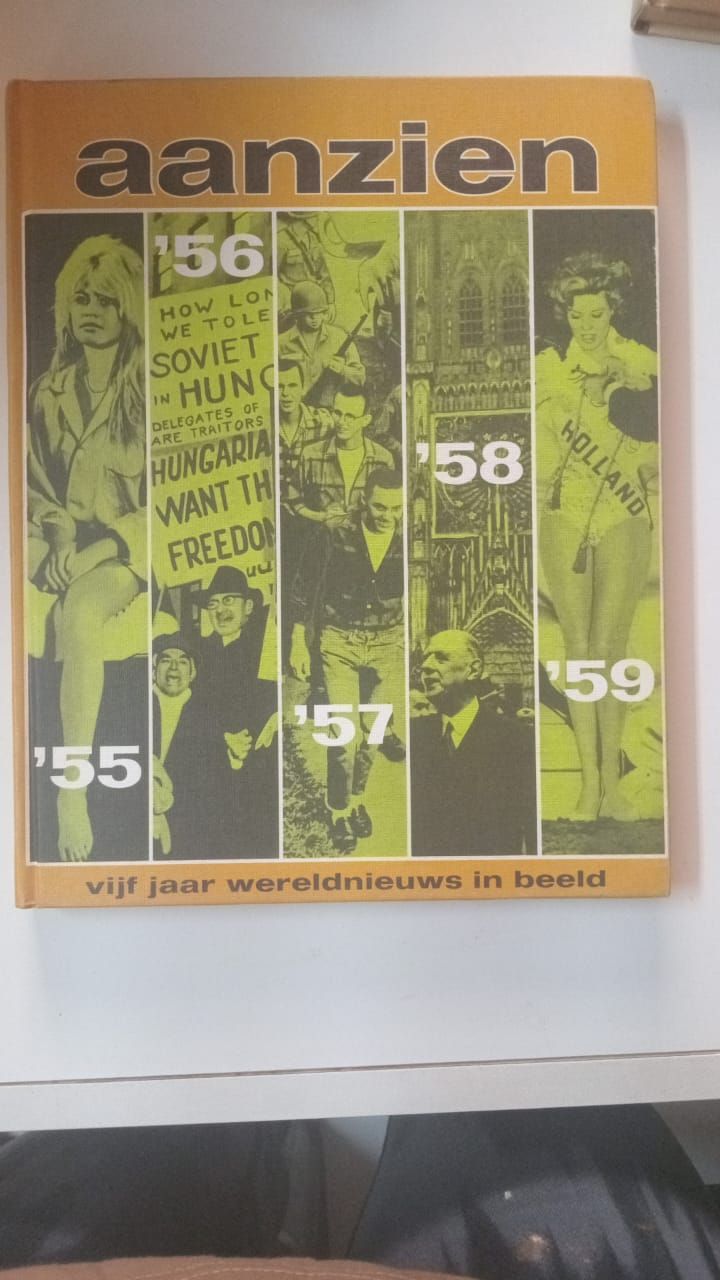 aanzien
'56
HOW LON
WE TOLE
SOVIET
IN HUNG
DELEGATES OF
ARE TRAITORS
HUNGARIA
WANT TH
FREEDOM
'58
HOLLAND
'59
'57
'55
vijf jaar wereldnieuws in beeld